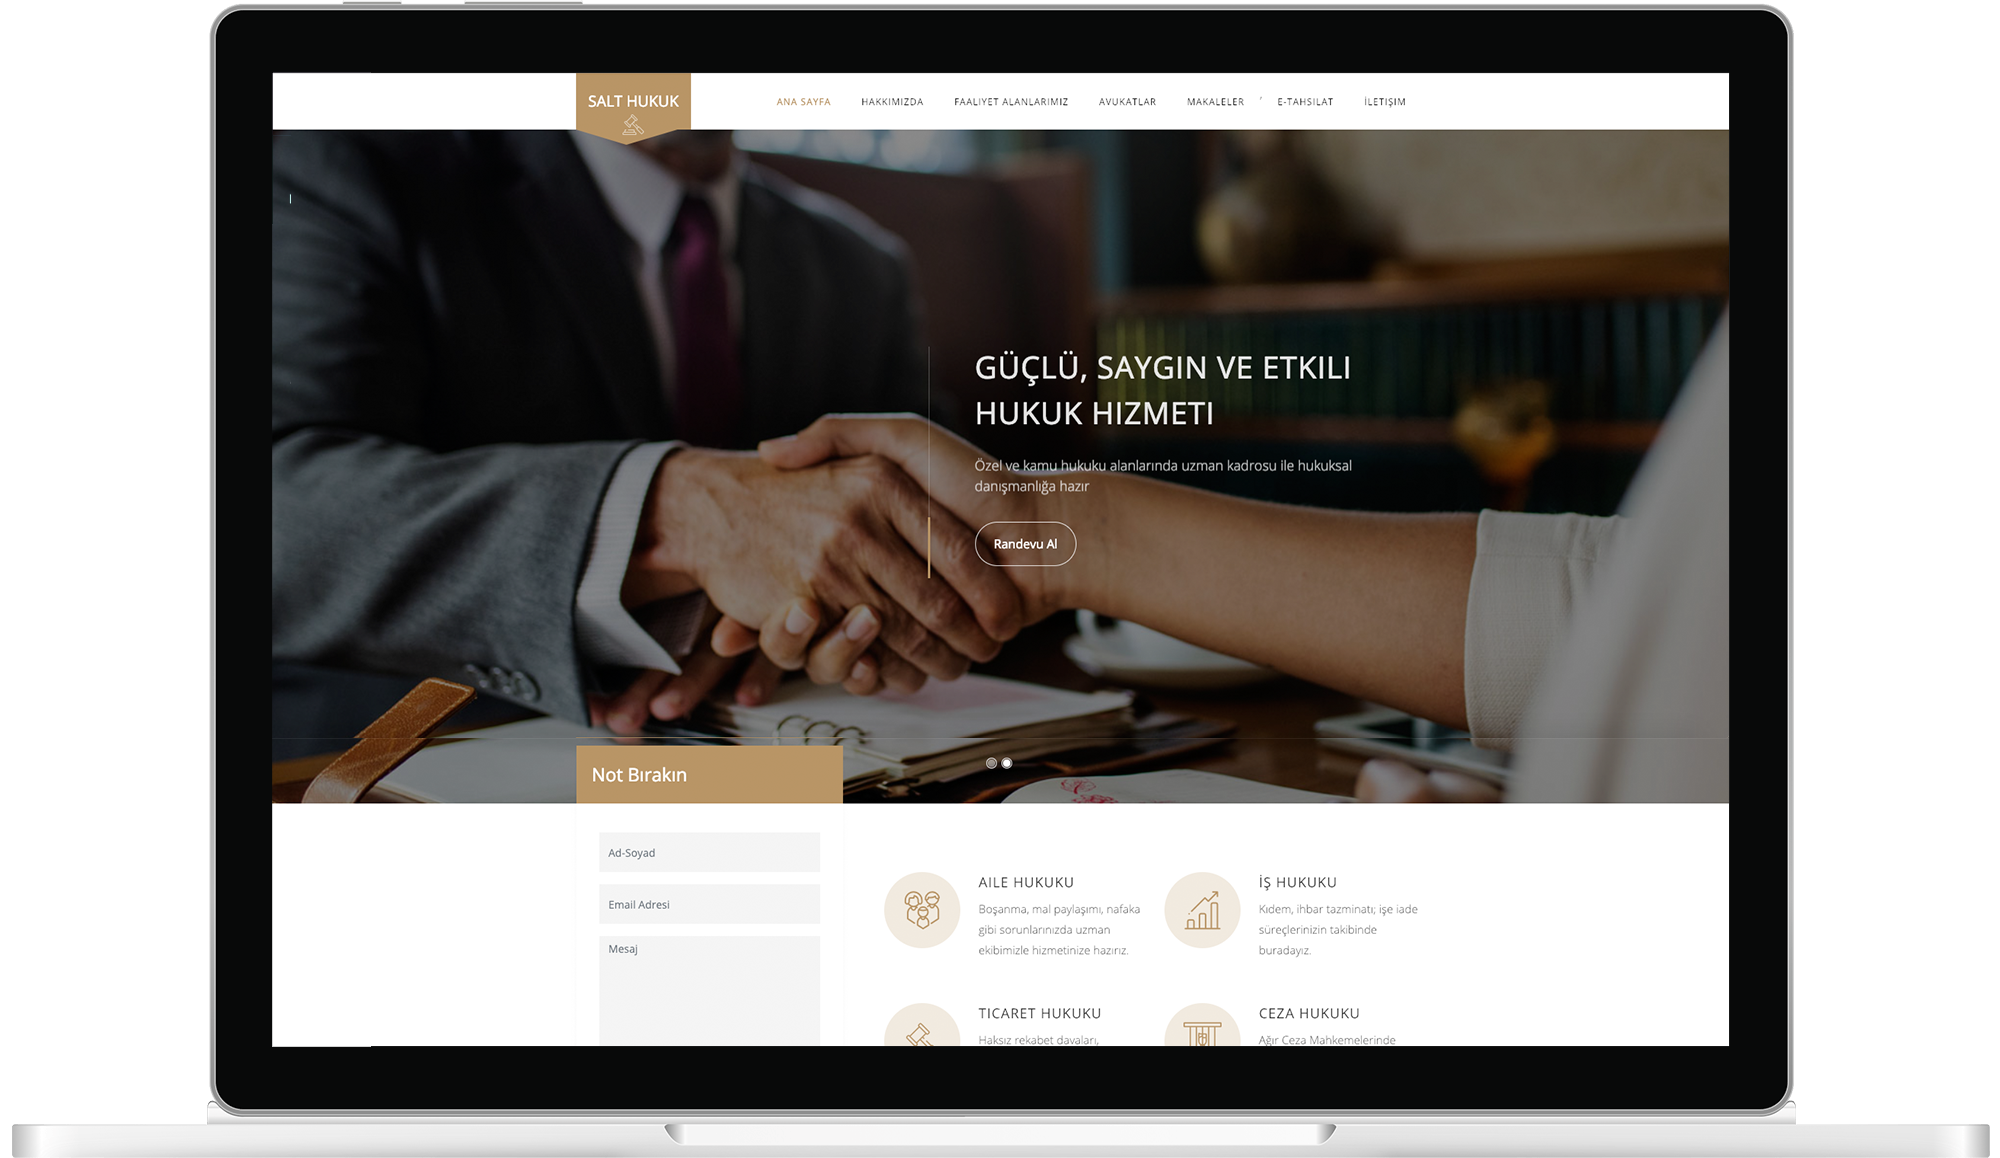 SALT HUKUK
ANA SAYFA HAKKIMIZDA FAALIYET ALANLARIMIZ AVUKATLAR MAKALELER E-TAHSILAT İLETIŞIM
GÜÇLÜ, SAYGIN VE ETKILI
HUKUK HIZMETI
Özel ve kamu hukuku alanlarında uzman kadrosu ile hukuksal
danışmanlığa hazır
Randevu Al
Not Bırakın
Ad-Soyad
Email Adresi
Mesaj
AILE HUKUKU
Boşanma, mal paylaşımı, nafaka
gibi sorunlarınızda uzman
ekibimizle hizmetinize hazırız.
İŞ HUKUKU
Kıdem, ihbar tazminatı; işe iade
süreçlerinizin takibinde
buradayız.
TICARET HUKUKU
Haksız rekabet davaları,
CEZA HUKUKU
Ağır Ceza Mahkemelerinde